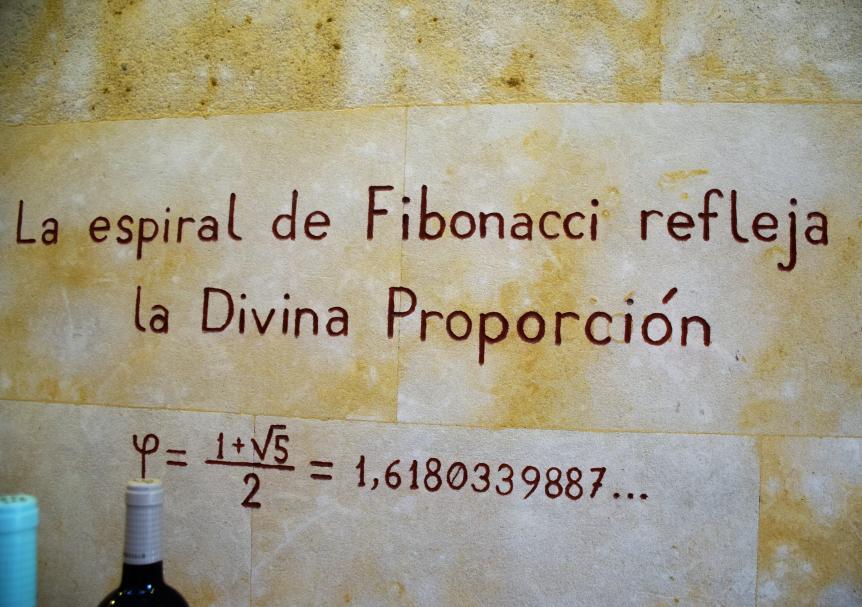 La espiral de Fibonacci refleja
la Divina Proporción
φ = (1+√5)/2 = 1,6180339887...